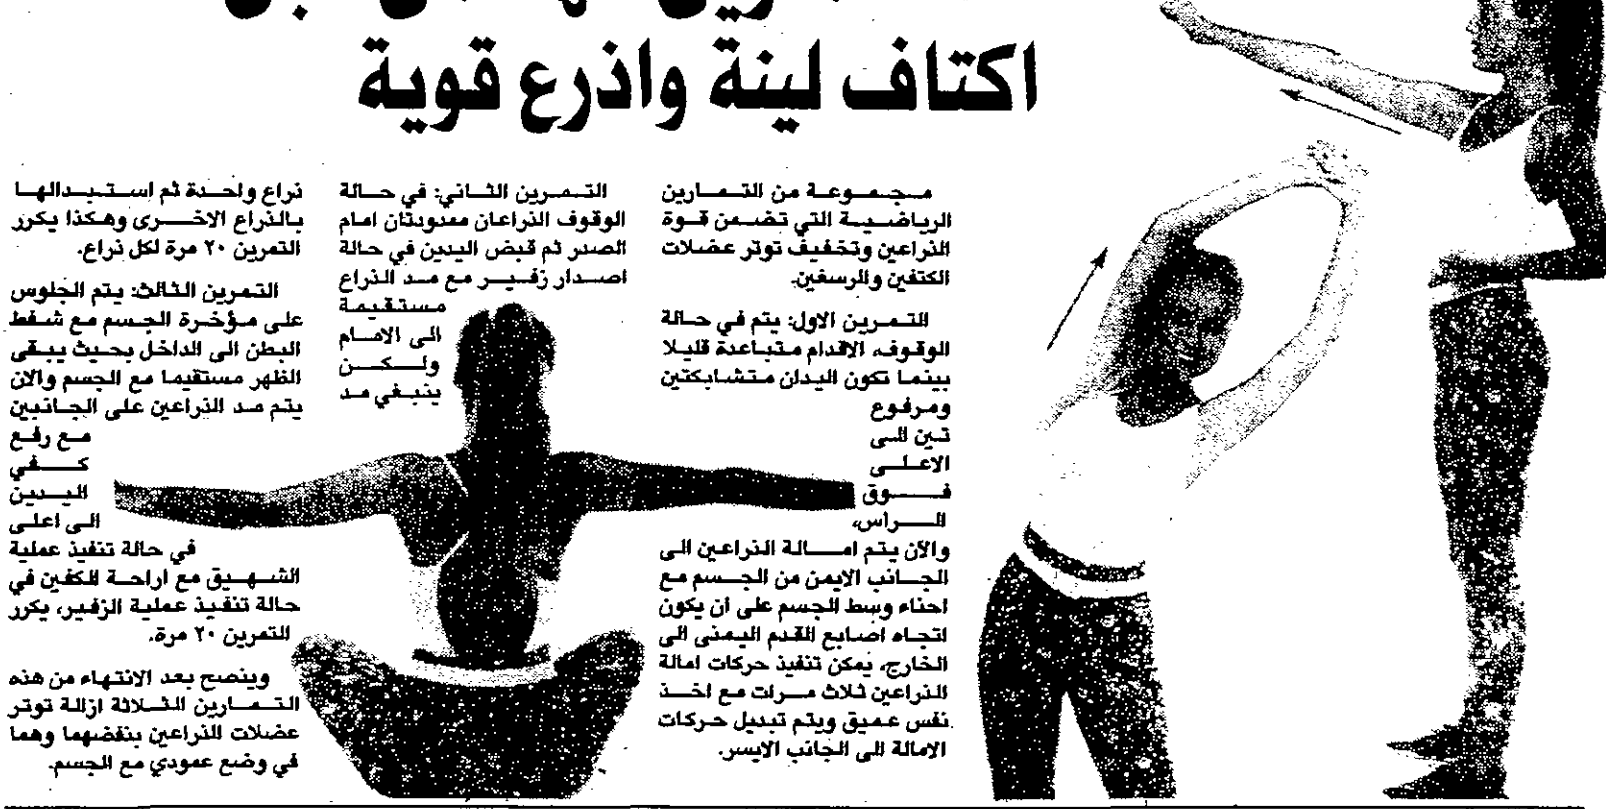 اكتاف لينة واذرع قوية
مجموعة من التمارين
الرياضية التي تضمن قوة
الذراعين وتخفيف توتر عضلات
الكتفين والرسغين.
التمرين الاول: يتم في حالة
الوقوف، الاقدام متباعدة قليلا
بينما تكون اليدان متشابكتين
ومرفوع
تين الى
الاعلى
فوق
الراس،
والان يتم امالة الذراعين الى
الجانب الايمن من الجسم مع
احناء وسط الجسم على ان يكون
اتجاه اصابع القدم اليمنى الى
الخارج، يمكن تنفيذ حركات امالة
الذراعين ثلاث مرات مع اخذ
نفس عميق ويتم تبديل حركات
الامالة الى الجانب الايسر.
التمرين الثاني: في حالة
الوقوف الذراعان ممدودتان امام
الصدر ثم قبض اليدين في حالة
اصدار زفير مع مد الذراع
مستقيمة
الى الامام
ولكن
ينبغي مد
ذراع واحدة ثم استبدالها
بالذراع الاخرى وهكذا يكرر
التمرين ٢٠ مرة لكل ذراع.
التمرين الثالث: يتم الجلوس
على مؤخرة الجسم مع شفط
البطن الى الداخل بحيث يبقى
الظهر مستقيما مع الجسم والان
يتم مد الذراعين على الجانبين
مع رفع
كفي
اليدين
الى اعلى
في حالة تنفيذ عملية
الشهيق مع اراحة الكفين في
حالة تنفيذ عملية الزفير، يكرر
التمرين ٢٠ مرة.
وينصح بعد الانتهاء من هذه
التمارين الثلاثة ازالة توتر
عضلات الذراعين بنفضهما وهما
في وضع عمودي مع الجسم.